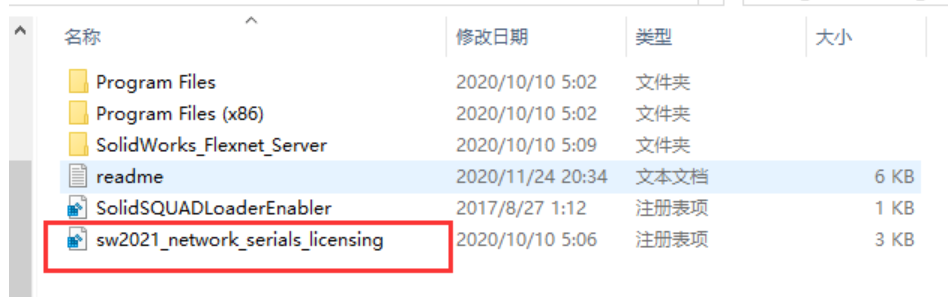 名称 修改日期 类型 大小
Program Files 2020/10/10 5:02 文件夹
Program Files (x86) 2020/10/10 5:02 文件夹
SolidWorks_Flexnet_Server 2020/10/10 5:09 文件夹
readme 2020/11/24 20:34 文本文档 6 KB
SolidSQUADLoaderEnabler 2017/8/27 1:12 注册表项 1 KB
sw2021_network_serials_licensing 2020/10/10 5:06 注册表项 3 KB